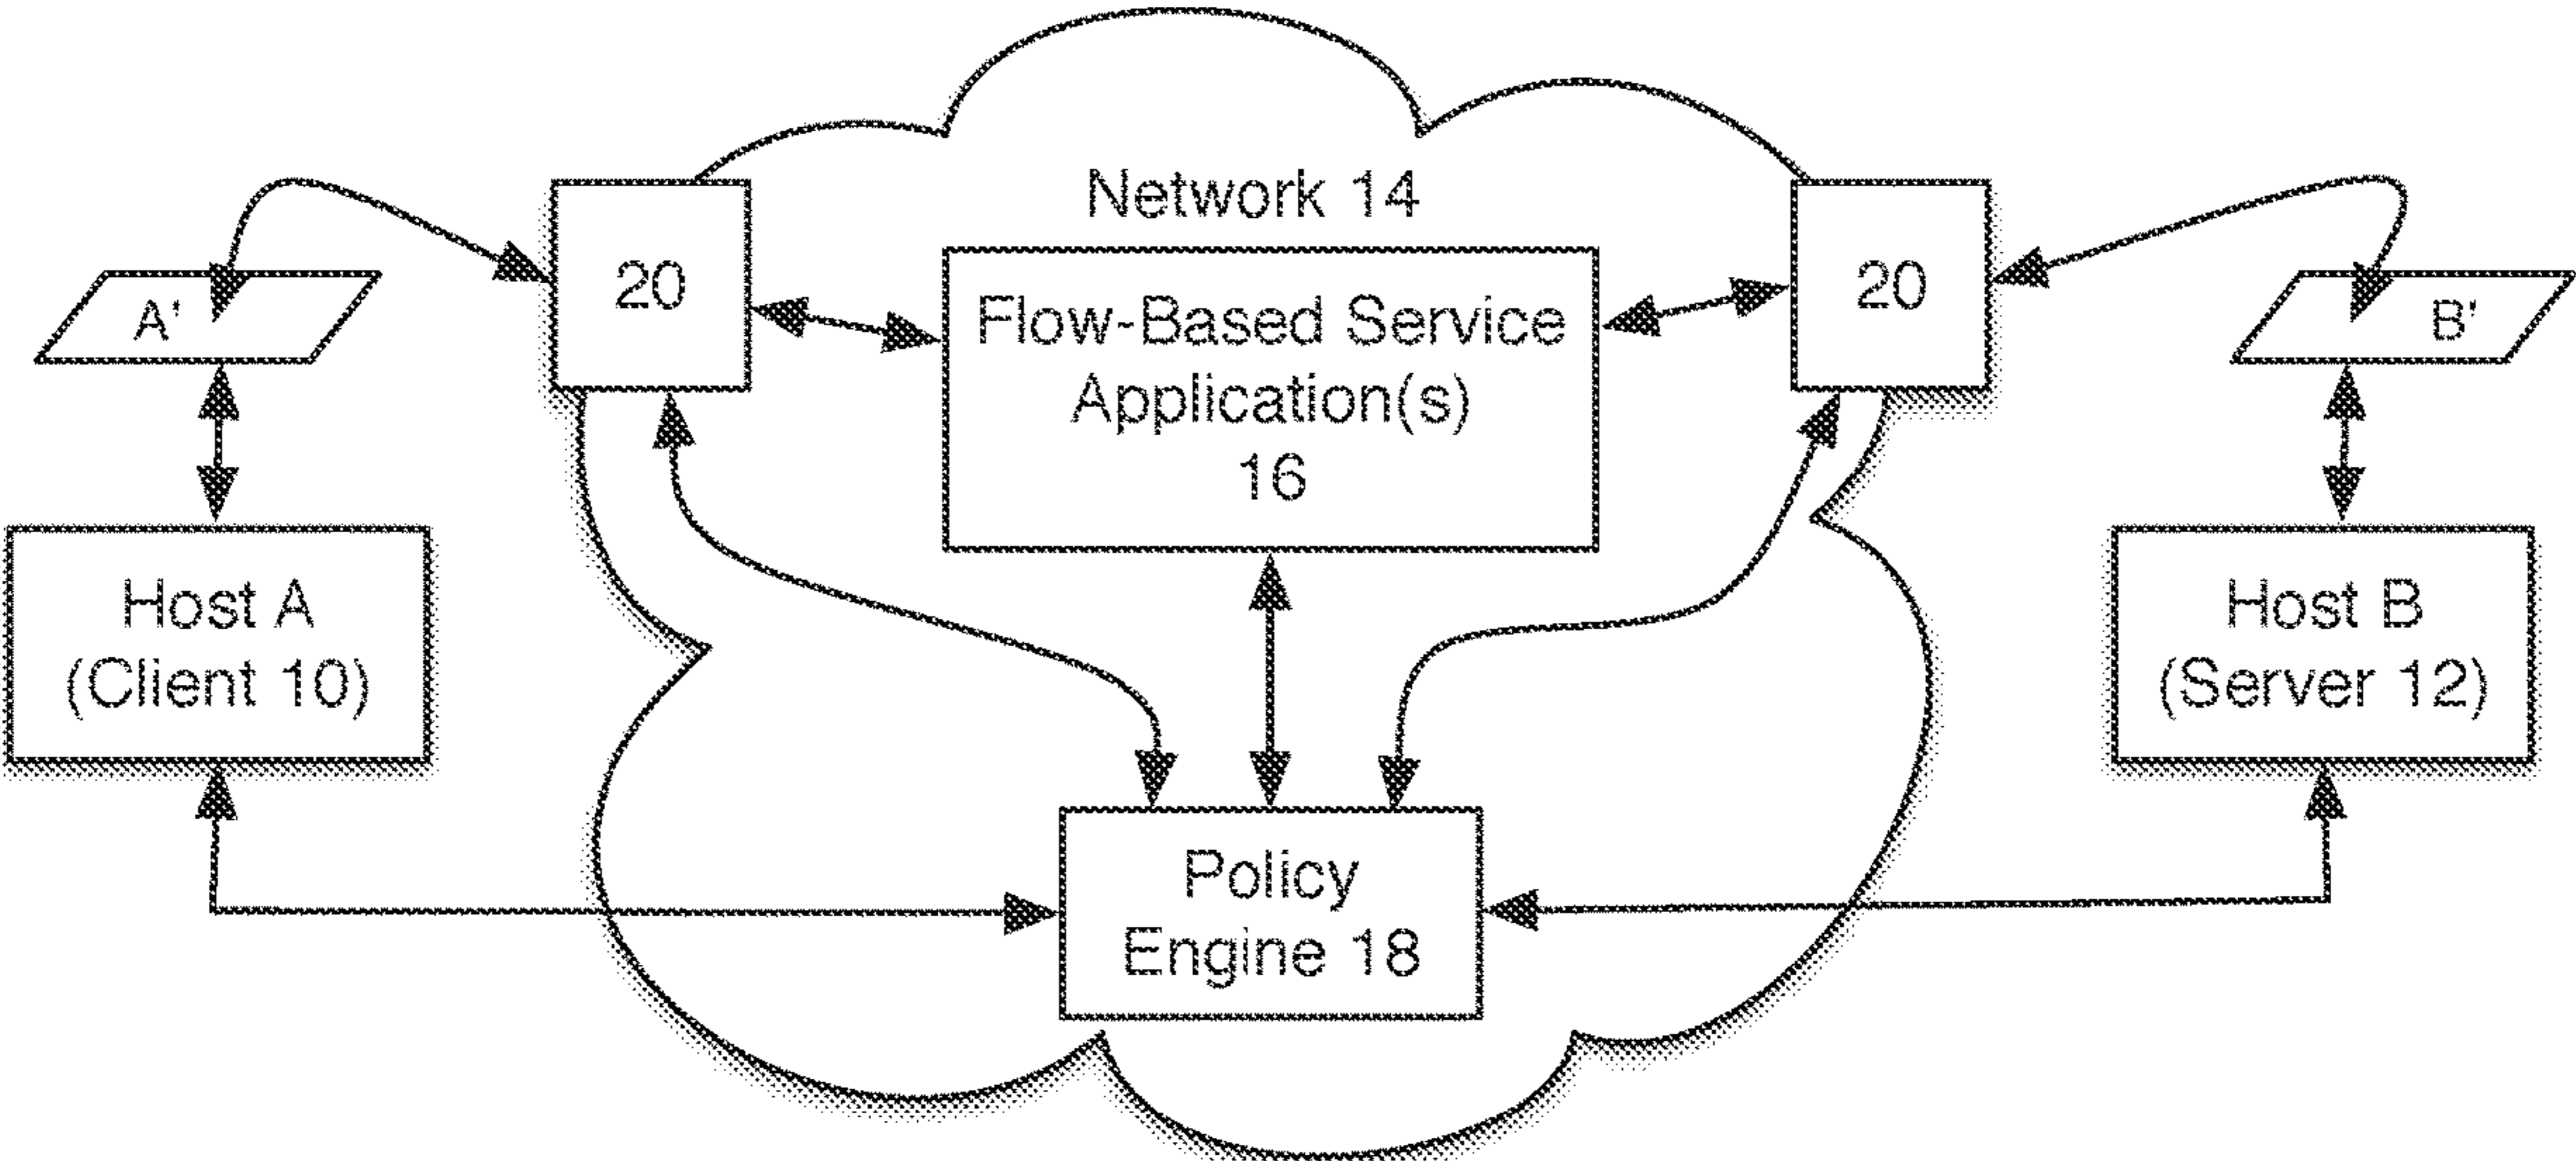 Network 14
20
Flow-Based Service
Application(s)
16
20
A'
B'
Host A
(Client 10)
Host B
(Server 12)
Policy
Engine 18